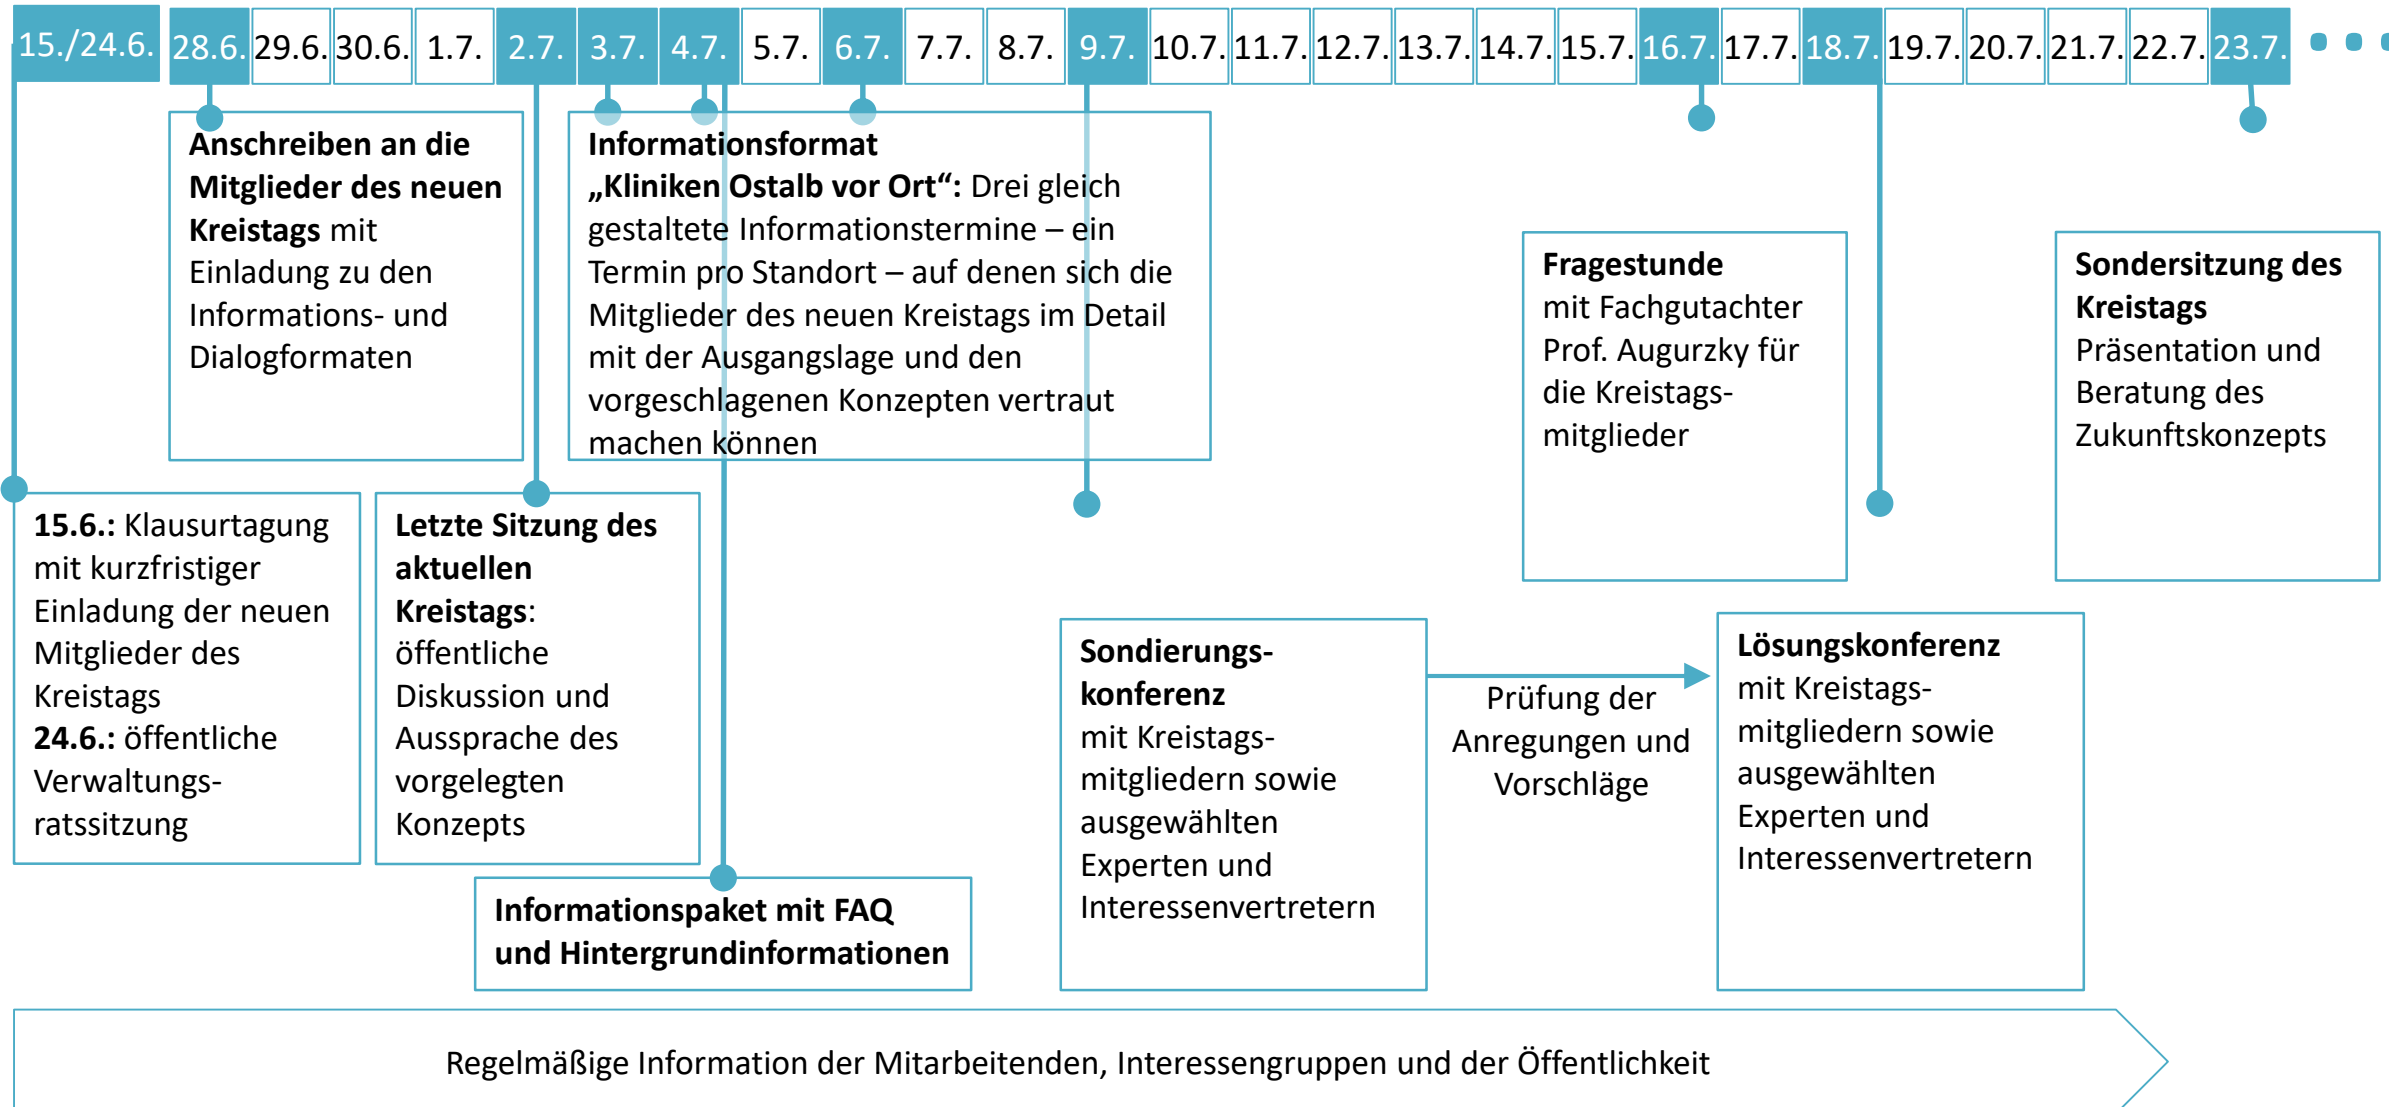 15./24.6. 28.6. 29.6. 30.6. 1.7. 2.7. 3.7. 4.7. 5.7. 6.7. 7.7. 8.7. 9.7. 10.7. 11.7. 12.7. 13.7. 14.7. 15.7. 16.7. 17.7. 18.7. 19.7. 20.7. 21.7. 22.7. 23.7.
Anschreiben an die
Mitglieder des neuen
Kreistags mit
Einladung zu den
Informations- und
Dialogformaten
Informationsformat
„Kliniken Ostalb vor Ort“: Drei gleich
gestaltete Informationstermine – ein
Termin pro Standort – auf denen sich die
Mitglieder des neuen Kreistags im Detail
mit der Ausgangslage und den
vorgeschlagenen Konzepten vertraut
machen können
Fragestunde
mit Fachgutachter
Prof. Augurzky für
die Kreistags-
mitglieder
Sondersitzung des
Kreistags
Präsentation und
Beratung des
Zukunftskonzepts
15.6.: Klausurtagung
mit kurzfristiger
Einladung der neuen
Mitglieder des
Kreistags
24.6.: öffentliche
Verwaltungs-
ratssitzung
Letzte Sitzung des
aktuellen
Kreistags:
öffentliche
Diskussion und
Aussprache des
vorgelegten
Konzepts
Informationspaket mit FAQ
und Hintergrundinformationen
Sondierungs-
konferenz
mit Kreistags-
mitgliedern sowie
ausgewählten
Experten und
Interessenvertretern
Prüfung der
Anregungen und
Vorschläge
Lösungskonferenz
mit Kreistags-
mitgliedern sowie
ausgewählten
Experten und
Interessenvertretern
Regelmäßige Information der Mitarbeitenden, Interessengruppen und der Öffentlichkeit